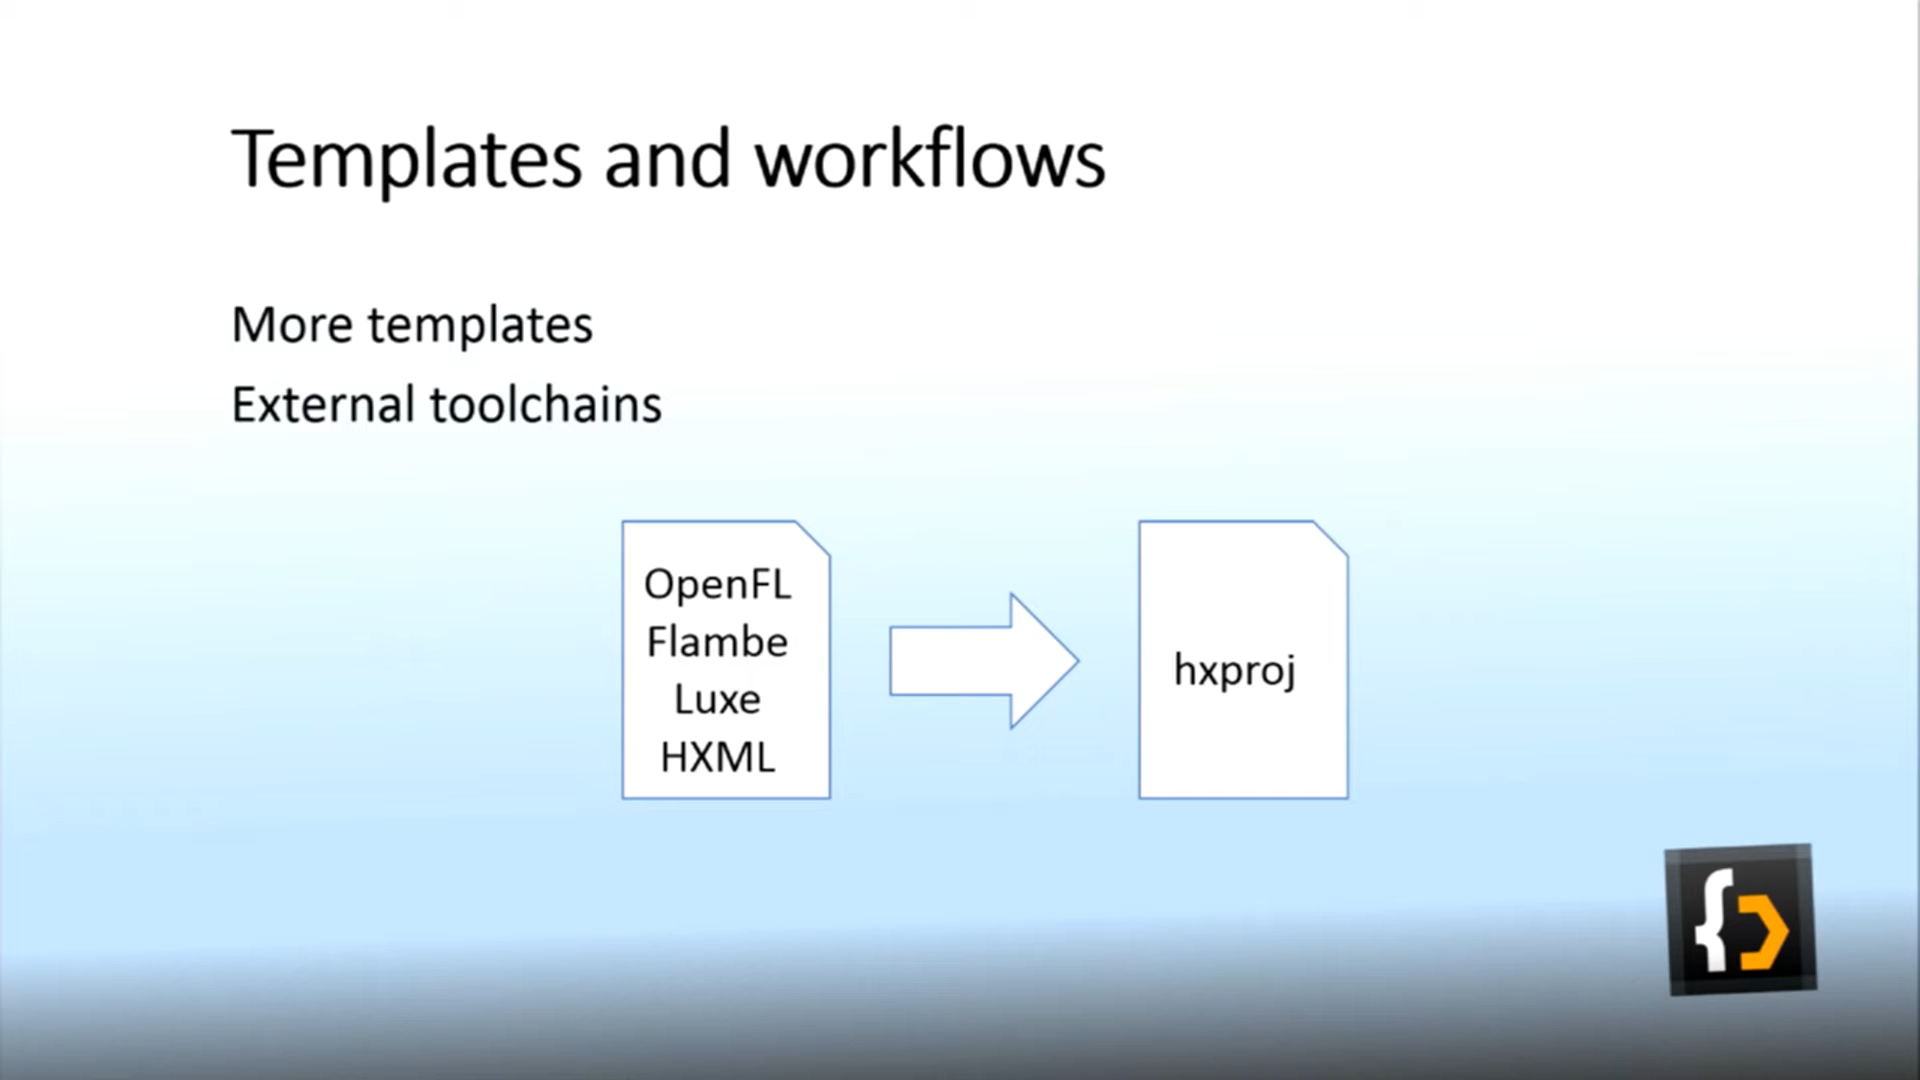 Templates and workflows
More templates
External toolchains
OpenFL
Flambe
Luxe
HXML
hxproj